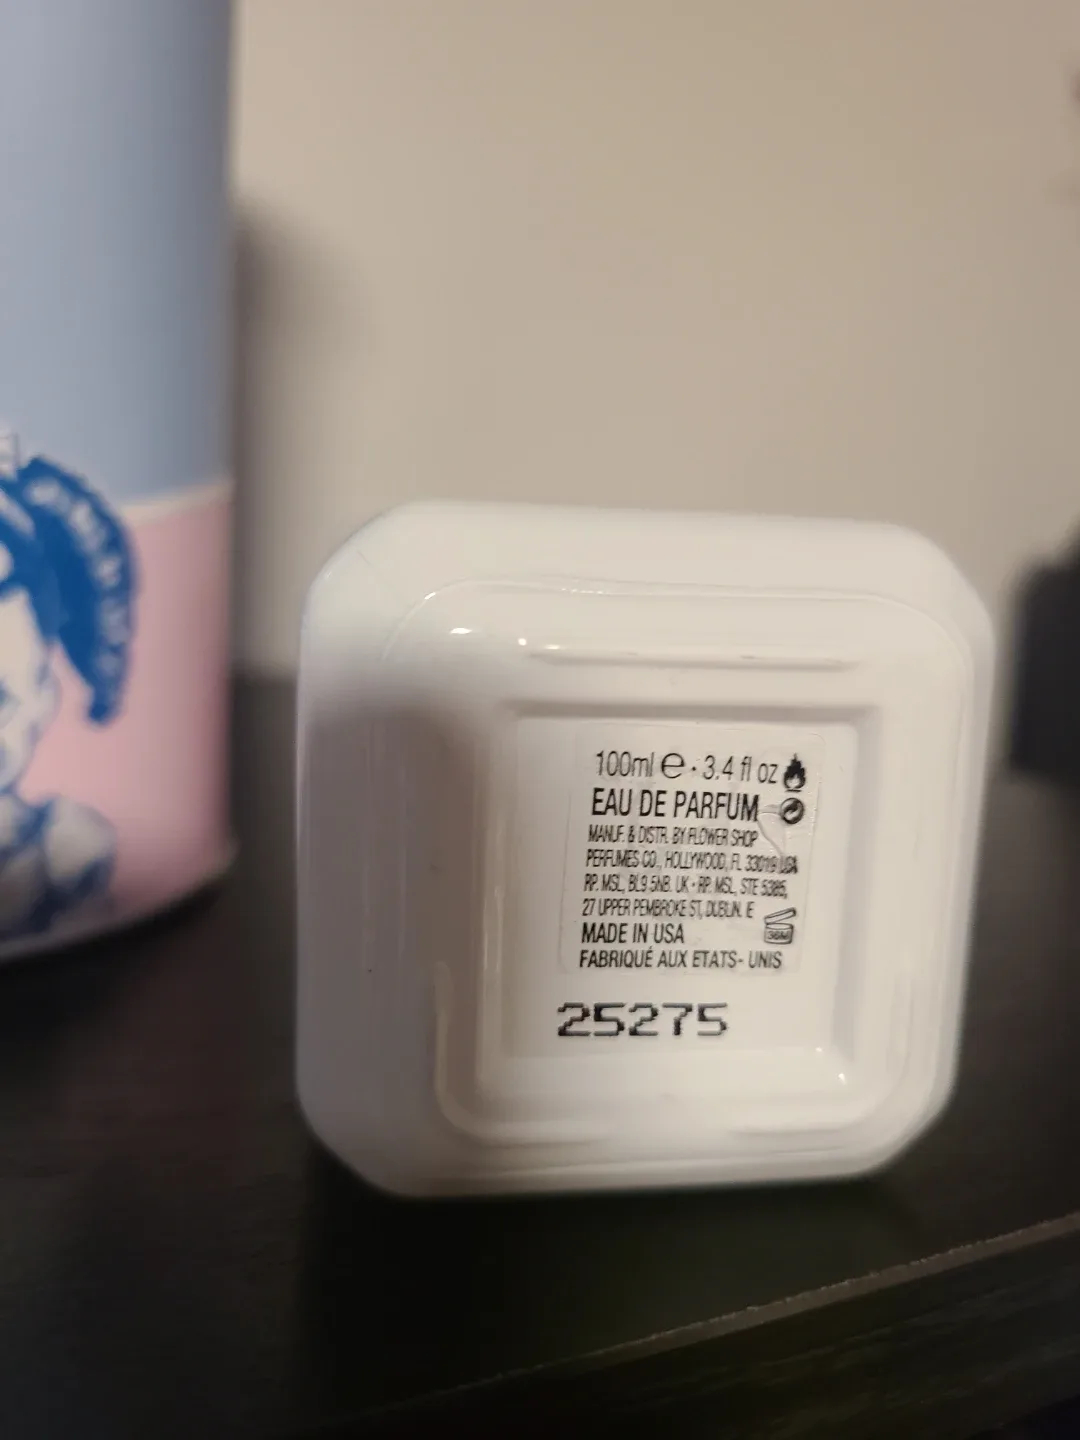 100ml ℮ · 3.4 fl oz
EAU DE PARFUM
MANUF. & DISTR. BY FLOWER SHOP
PERFUMES CO., HOLLYWOOD, FL 33019 USA
RP. MSL, BL9 5NB. UK - RP. MSL, STE 5385,
27 UPPER PEMBROKE ST, DUBLIN. E
MADE IN USA
36M
FABRIQUÉ AUX ETATS- UNIS
25275